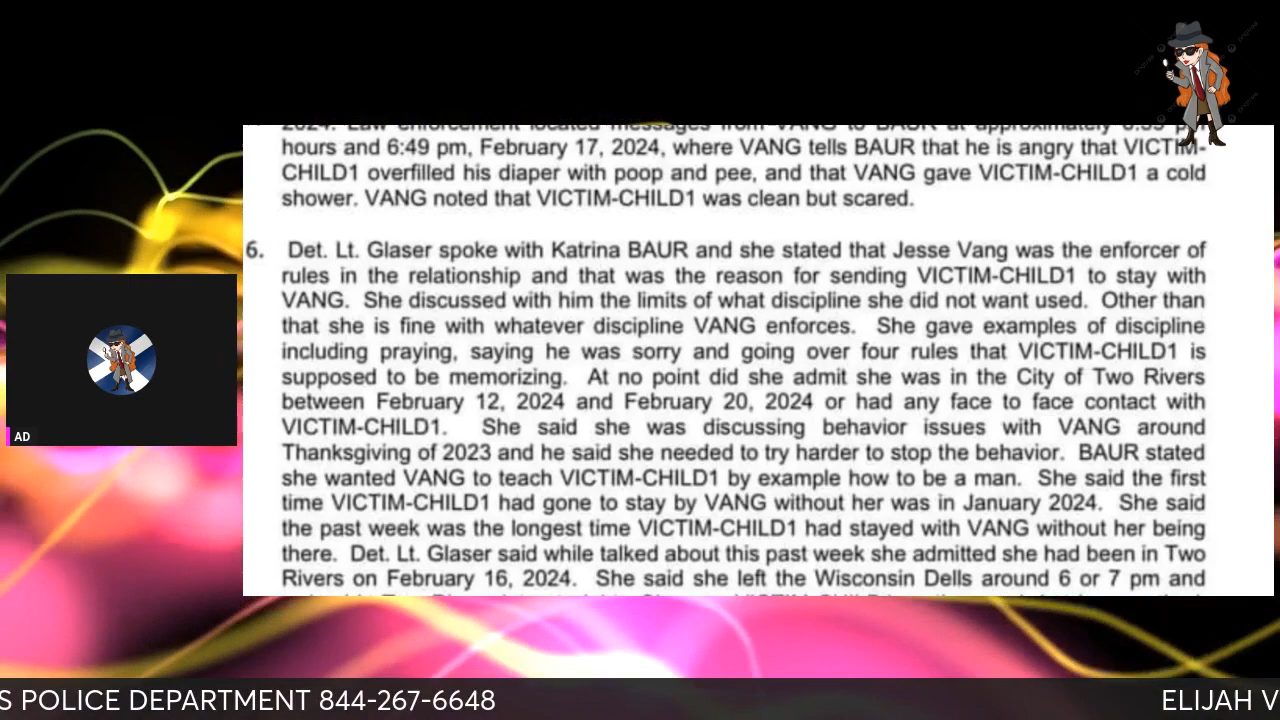 2024. Law enforcement located messages from VANG to BAUR at approximately
hours and 6:49 pm, February 17, 2024, where VANG tells BAUR that he is angry that VICTIM-
CHILD1 overfilled his diaper with poop and pee, and that VANG gave VICTIM-CHILD1 a cold
shower. VANG noted that VICTIM-CHILD1 was clean but scared.
6. Det. Lt. Glaser spoke with Katrina BAUR and she stated that Jesse Vang was the enforcer of
rules in the relationship and that was the reason for sending VICTIM-CHILD1 to stay with
VANG. She discussed with him the limits of what discipline she did not want used. Other than
that she is fine with whatever discipline VANG enforces. She gave examples of discipline
including praying, saying he was sorry and going over four rules that VICTIM-CHILD1 is
supposed to be memorizing. At no point did she admit she was in the City of Two Rivers
between February 12, 2024 and February 20, 2024 or had any face to face contact with
VICTIM-CHILD1. She said she was discussing behavior issues with VANG around
Thanksgiving of 2023 and he said she needed to try harder to stop the behavior. BAUR stated
she wanted VANG to teach VICTIM-CHILD1 by example how to be a man. She said the first
time VICTIM-CHILD1 had gone to stay by VANG without her was in January 2024. She said
the past week was the longest time VICTIM-CHILD1 had stayed with VANG without her being
there. Det. Lt. Glaser said while talked about this past week she admitted she had been in Two
Rivers on February 16, 2024. She said she left the Wisconsin Dells around 6 or 7 pm and
AD
S POLICE DEPARTMENT 844-267-6648
ELIJAH V